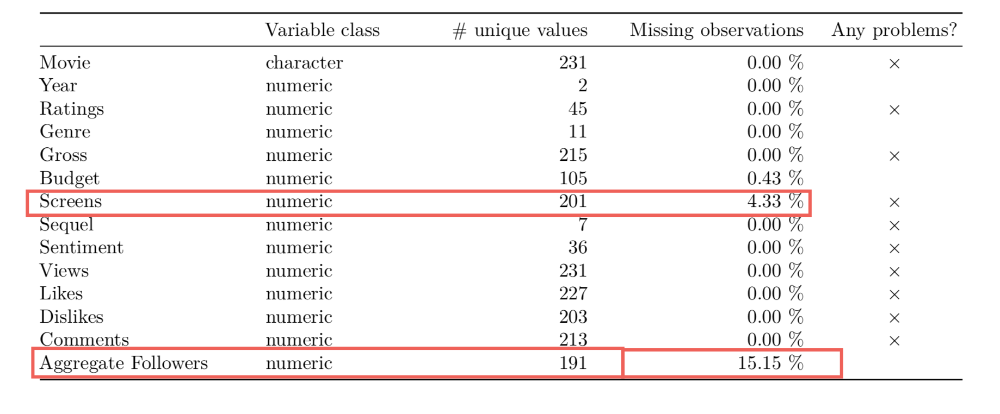 Variable class # unique values Missing observations Any problems?
Movie character 231 0.00 % ×
Year numeric 2 0.00 %
Ratings numeric 45 0.00 % ×
Genre numeric 11 0.00 %
Gross numeric 215 0.00 % ×
Budget numeric 105 0.43 %
Screens numeric 201 4.33 % ×
Sequel numeric 7 0.00 % ×
Sentiment numeric 36 0.00 % ×
Views numeric 231 0.00 % ×
Likes numeric 227 0.00 % ×
Dislikes numeric 203 0.00 % ×
Comments numeric 213 0.00 % ×
Aggregate Followers numeric 191 15.15 %